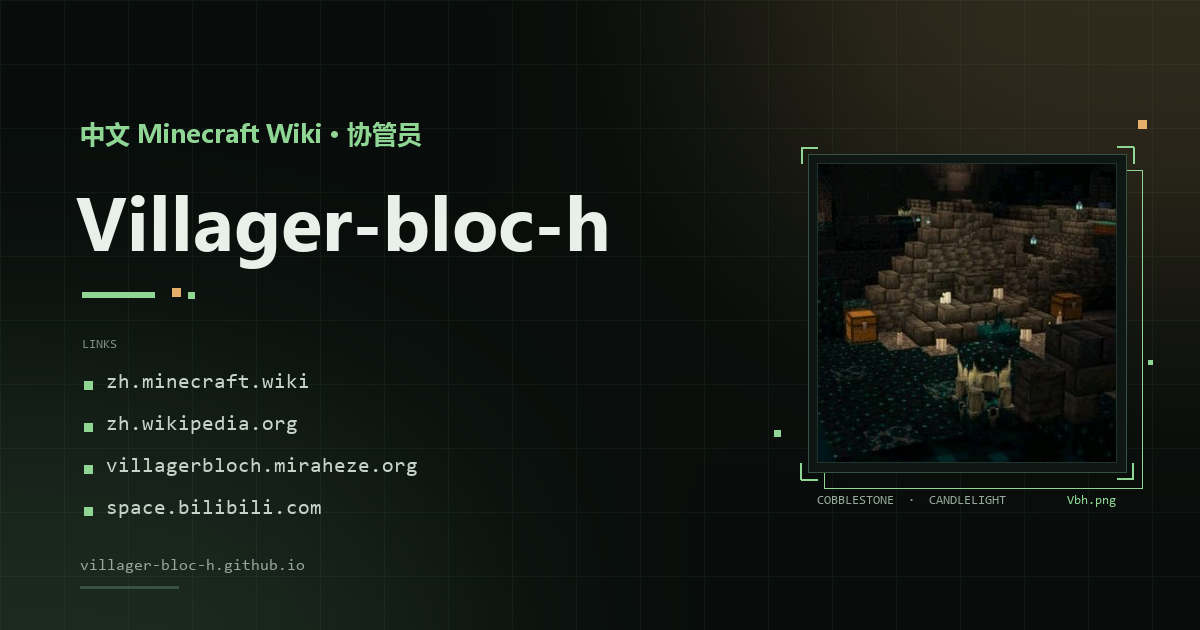 中文 Minecraft Wiki • 协管员
Villager-bloc-h
LINKS
zh.minecraft.wiki
zh.wikipedia.org
villagerbloch.miraheze.org
space.bilibili.com
villager-bloc-h.github.io
COBBLESTONE · CANDLELIGHT
Vbh.png